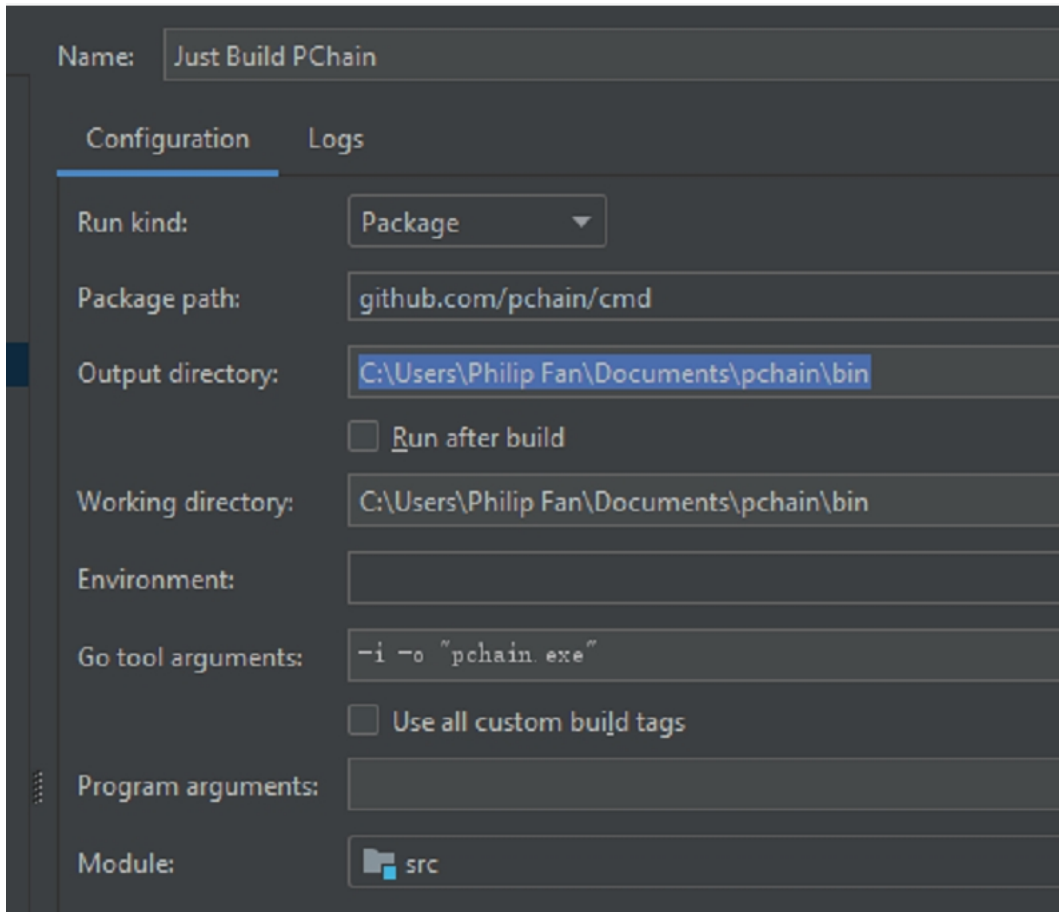 Name: Just Build PChain
Configuration Logs
Run kind: Package
Package path: github.com/pchain/cmd
Output directory: C:\Users\Philip Fan\Documents\pchain\bin
Run after build
Working directory: C:\Users\Philip Fan\Documents\pchain\bin
Environment:
Go tool arguments: -i -o "pchain.exe"
Use all custom build tags
Program arguments:
Module: src